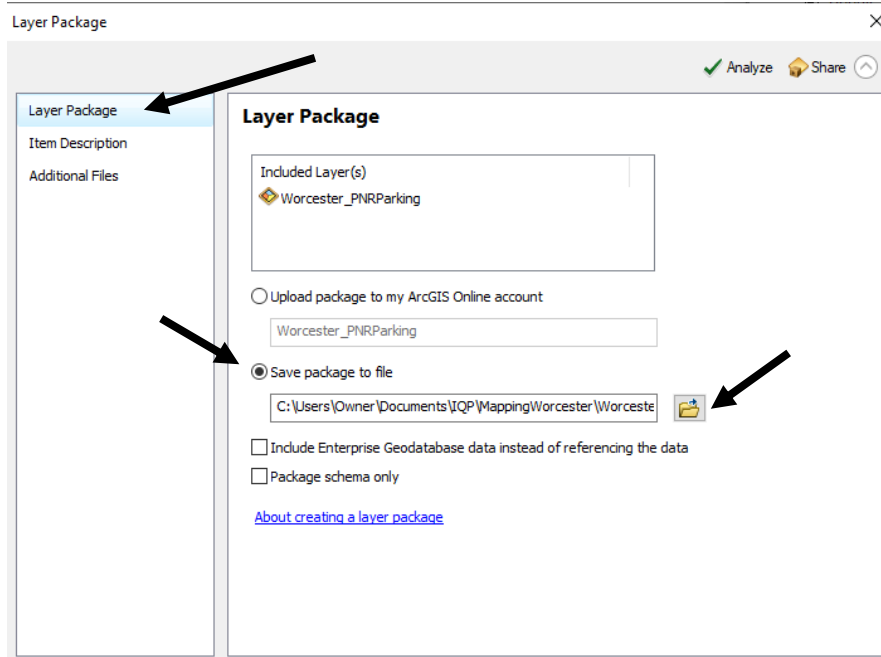 Layer Package
Analyze Share
Layer Package
Item Description
Additional Files
Layer Package
Included Layer(s)
Worcester_PNRParking
Upload package to my ArcGIS Online account
Worcester_PNRParking
Save package to file
C:\Users\Owner\Documents\IQP\MappingWorcester\Worceste
Include Enterprise Geodatabase data instead of referencing the data
Package schema only
About creating a layer package